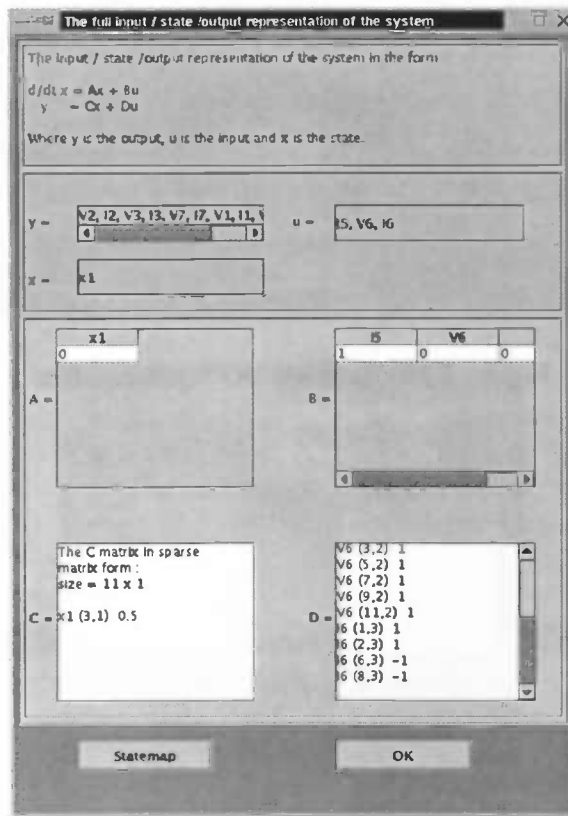 The full input / state /output representation of the system
The input / state /output representation of the system in the form
d/dt x = Ax + Bu
y = Cx + Du
Where y is the output, u is the input and x is the state.
y = V2, I2, V3, I3, V7, I7, V1, I1, u = I5, V6, I6
x = x1
x1
0
A =
I5 V6
1 0 0
B =
The C matrix in sparse
matrix form :
size = 11 x 1
C = x1 (3,1) 0.5
V6 (3,2) 1
V6 (5,2) 1
V6 (7,2) 1
V6 (9,2) 1
D = V6 (11,2) 1
I6 (1,3) 1
I6 (2,3) 1
I6 (6,3) -1
I6 (8,3) -1
Statemap OK